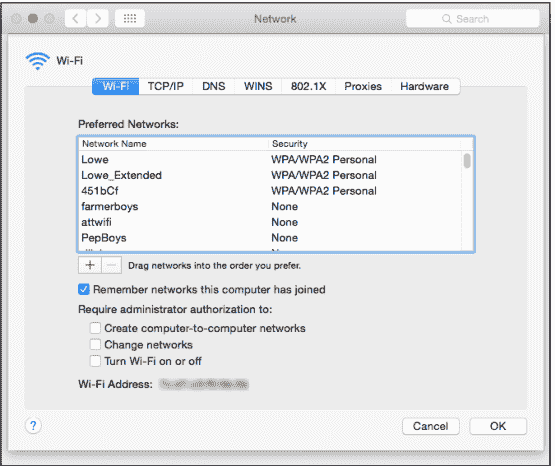 Network
Search
Wi-Fi
Wi-Fi TCP/IP DNS WINS 802.1X Proxies Hardware
Preferred Networks:
Network Name Security
Lowe WPA/WPA2 Personal
Lowe_Extended WPA/WPA2 Personal
451bCf WPA/WPA2 Personal
farmerboys None
attwifi None
PepBoys None
+ − Drag networks into the order you prefer.
Remember networks this computer has joined
Require administrator authorization to:
Create computer-to-computer networks
Change networks
Turn Wi-Fi on or off
Wi-Fi Address:
? Cancel OK